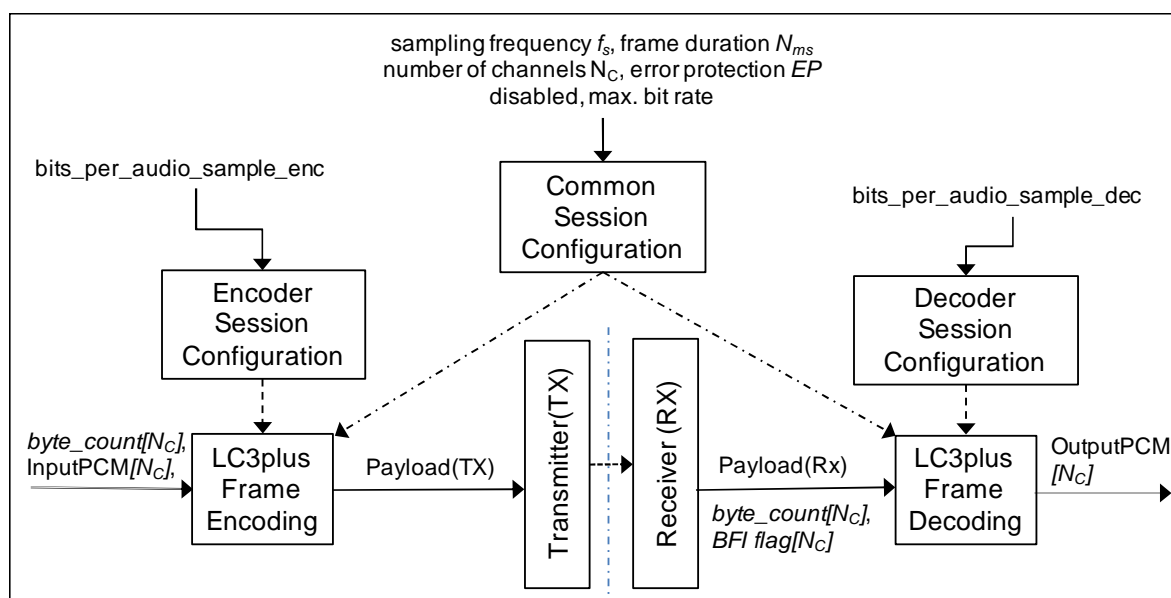 sampling frequency fs, frame duration Nms
number of channels NC, error protection EP
disabled, max. bit rate
bits_per_audio_sample_enc
Common
Session
Configuration
bits_per_audio_sample_dec
Encoder
Session
Configuration
Decoder
Session
Configuration
Transmitter(TX)
Receiver (RX)
byte_count[NC],
InputPCM[NC],
LC3plus
Frame
Encoding
Payload(TX)
Payload(Rx)
byte_count[NC],
BFI flag[NC]
LC3plus
Frame
Decoding
OutputPCM
[NC]